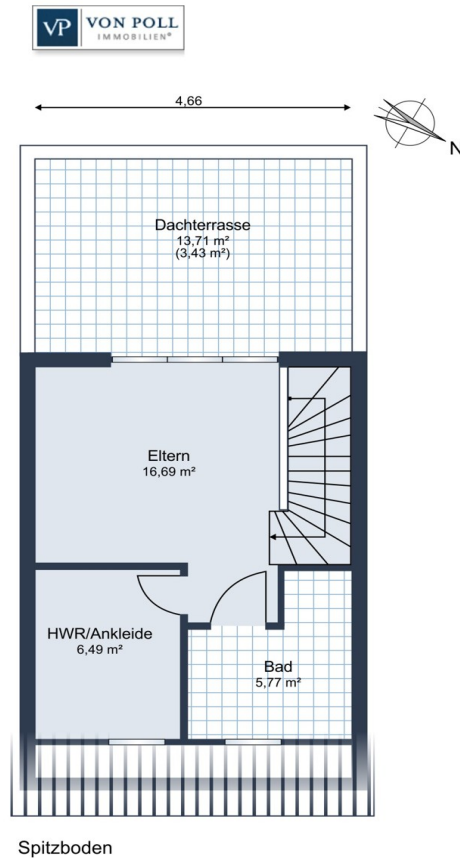 VP VON POLL
IMMOBILIEN®
4,66
N
Dachterrasse
13,71 m²
(3,43 m²)
Eltern
16,69 m²
HWR/Ankleide
6,49 m²
Bad
5,77 m²
Spitzboden